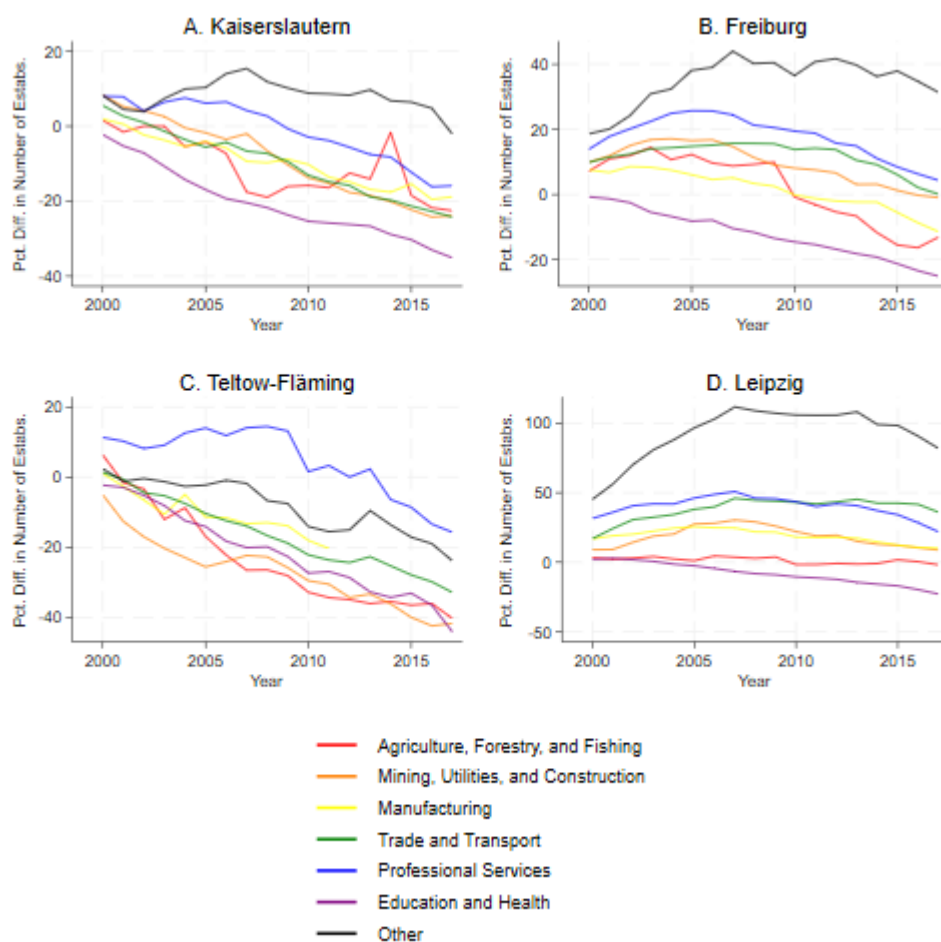 A. Kaiserslautern
Pct. Diff. in Number of Estabs.
20
0
-20
-40
2000 2005 2010 2015
Year
B. Freiburg
Pct. Diff. in Number of Estabs.
40
20
0
-20
2000 2005 2010 2015
Year
C. Teltow-Fläming
Pct. Diff. in Number of Estabs.
20
0
-20
-40
2000 2005 2010 2015
Year
D. Leipzig
Pct. Diff. in Number of Estabs.
100
50
0
-50
2000 2005 2010 2015
Year
Agriculture, Forestry, and Fishing
Mining, Utilities, and Construction
Manufacturing
Trade and Transport
Professional Services
Education and Health
Other